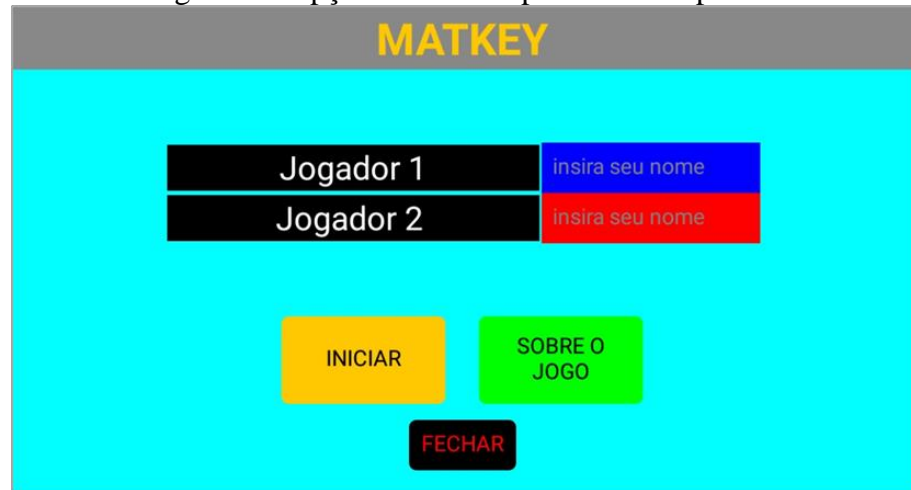 MATKEY
Jogador 1
insira seu nome
Jogador 2
insira seu nome
INICIAR
SOBRE O
JOGO
FECHAR